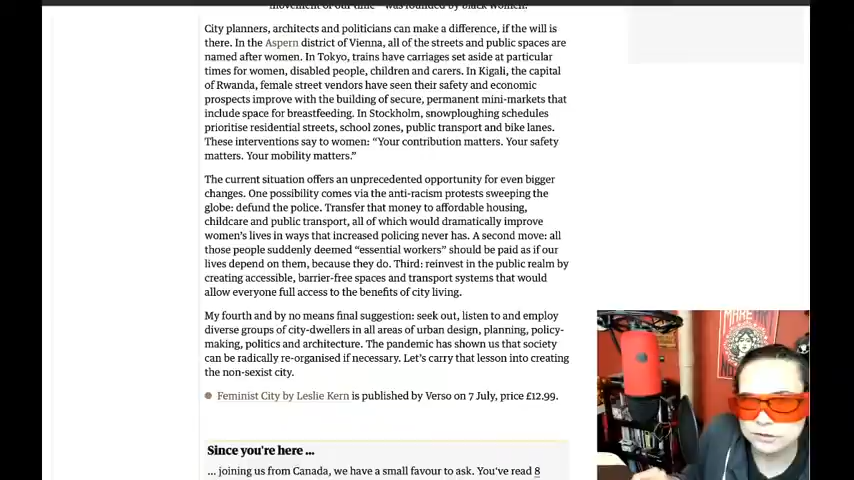 movement of our time” was founded by black women.
City planners, architects and politicians can make a difference, if the will is
there. In the Aspern district of Vienna, all of the streets and public spaces are
named after women. In Tokyo, trains have carriages set aside at particular
times for women, disabled people, children and carers. In Kigali, the capital
of Rwanda, female street vendors have seen their safety and economic
prospects improve with the building of secure, permanent mini-markets that
include space for breastfeeding. In Stockholm, snowploughing schedules
prioritise residential streets, school zones, public transport and bike lanes.
These interventions say to women: “Your contribution matters. Your safety
matters. Your mobility matters.”
The current situation offers an unprecedented opportunity for even bigger
changes. One possibility comes via the anti-racism protests sweeping the
globe: defund the police. Transfer that money to affordable housing,
childcare and public transport, all of which would dramatically improve
women’s lives in ways that increased policing never has. A second move: all
those people suddenly deemed “essential workers” should be paid as if our
lives depend on them, because they do. Third: reinvest in the public realm by
creating accessible, barrier-free spaces and transport systems that would
allow everyone full access to the benefits of city living.
My fourth and by no means final suggestion: seek out, listen to and employ
diverse groups of city-dwellers in all areas of urban design, planning, policy-
making, politics and architecture. The pandemic has shown us that society
can be radically re-organised if necessary. Let’s carry that lesson into creating
the non-sexist city.
Feminist City by Leslie Kern is published by Verso on 7 July, price £12.99.
Since you're here ...
... joining us from Canada, we have a small favour to ask. You've read 8
MAKE ART